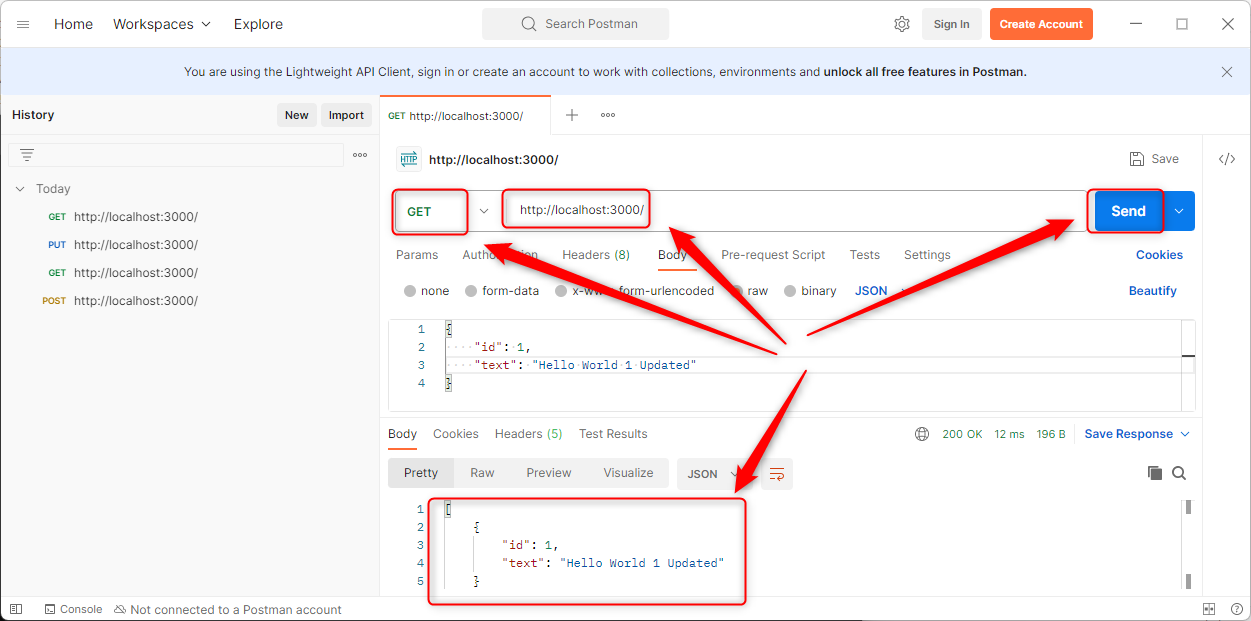 Home Workspaces Explore Search Postman Sign In Create Account
You are using the Lightweight API Client, sign in or create an account to work with collections, environments and unlock all free features in Postman.
History New Import GET http://localhost:3000/
HTTP http://localhost:3000/ Save </>
Today
GET http://localhost:3000/
PUT http://localhost:3000/
GET http://localhost:3000/
POST http://localhost:3000/
GET http://localhost:3000/ Send
Params Headers (8) Body Pre-request Script Tests Settings Cookies
none form-data form-urlencoded raw binary JSON Beautify
1 {
2 "id": 1,
3 "text": "Hello World 1 Updated"
4 }
Body Cookies Headers (5) Test Results 200 OK 12 ms 196 B Save Response
Pretty Raw Preview Visualize JSON
1 [
2 {
3 "id": 1,
4 "text": "Hello World 1 Updated"
5 }
Console Not connected to a Postman account